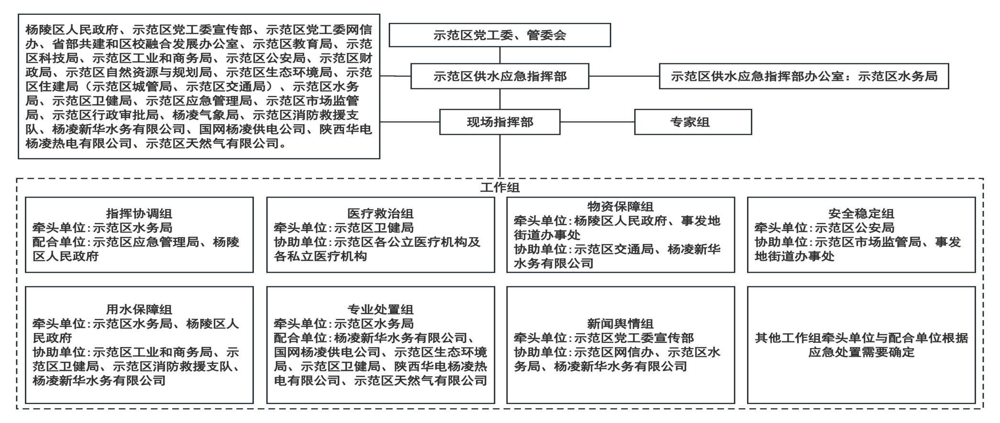 杨陵区人民政府、示范区党工委宣传部、示范区党工委网信
办、省部共建和区校融合发展办公室、示范区教育局、示范
区科技局、示范区工业和商务局、示范区公安局、示范区财
政局、示范区自然资源与规划局、示范区生态环境局、示范
区住建局（示范区城管局、示范区交通局）、示范区水务
局、示范区卫健局、示范区应急管理局、示范区市场监管
局、示范区行政审批局、杨凌气象局、示范区消防救援支
队、杨凌新华水务有限公司、国网杨凌供电公司、陕西华电
杨凌热电有限公司、示范区天然气有限公司。
示范区党工委、管委会
示范区供水应急指挥部
示范区供水应急指挥部办公室：示范区水务局
现场指挥部
专家组
工作组
指挥协调组
牵头单位:示范区水务局
配合单位:示范区应急管理局、杨陵
区人民政府
医疗救治组
牵头单位:示范区卫健局
协助单位:示范区各公立医疗机构及
各私立医疗机构
物资保障组
牵头单位:杨陵区人民政府、事发地
街道办事处
协助单位:示范区交通局、杨凌新华
水务有限公司
安全稳定组
牵头单位:示范区公安局
协助单位:示范区市场监管局、事发
地街道办事处
用水保障组
牵头单位:示范区水务局、杨陵区人
民政府
协助单位:示范区工业和商务局、示
范区卫健局、示范区消防救援支队、
杨凌新华水务有限公司
专业处置组
牵头单位:示范区水务局
配合单位:杨凌新华水务有限公司、
国网杨凌供电公司、示范区生态环境
局、示范区卫健局、陕西华电杨凌热
电有限公司、示范区天然气有限公司
新闻舆情组
牵头单位:示范区党工委宣传部
协助单位:示范区网信办、示范区水
务局、杨凌新华水务有限公司
其他工作组牵头单位与配合单位根据
应急处置需要确定